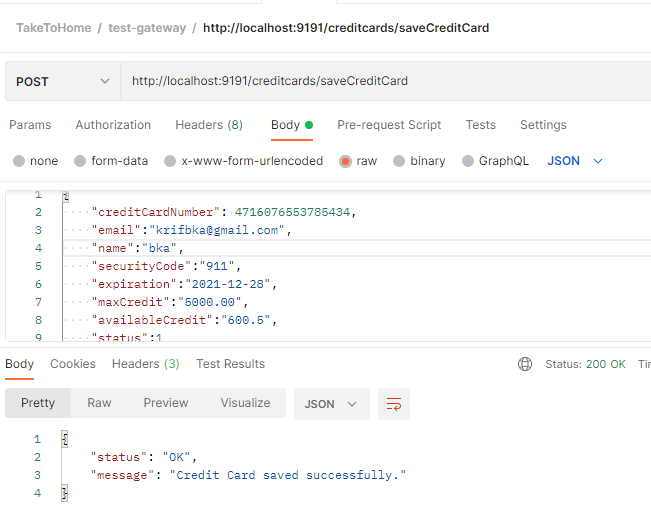 TakeToHome / test-gateway / http://localhost:9191/creditcards/saveCreditCard
POST http://localhost:9191/creditcards/saveCreditCard
Params Authorization Headers (8) Body Pre-request Script Tests Settings
none form-data x-www-form-urlencoded raw binary GraphQL JSON
1 {
2 "creditCardNumber": 4716076553785434,
3 "email":"krifbka@gmail.com",
4 "name":"bka",
5 "securityCode":"911",
6 "expiration":"2021-12-28",
7 "maxCredit":"5000.00",
8 "availableCredit":"600.5",
9 "status":1
Body Cookies Headers (3) Test Results Status: 200 OK
Pretty Raw Preview Visualize JSON
1 {
2 "status": "OK",
3 "message": "Credit Card saved successfully."
4 }